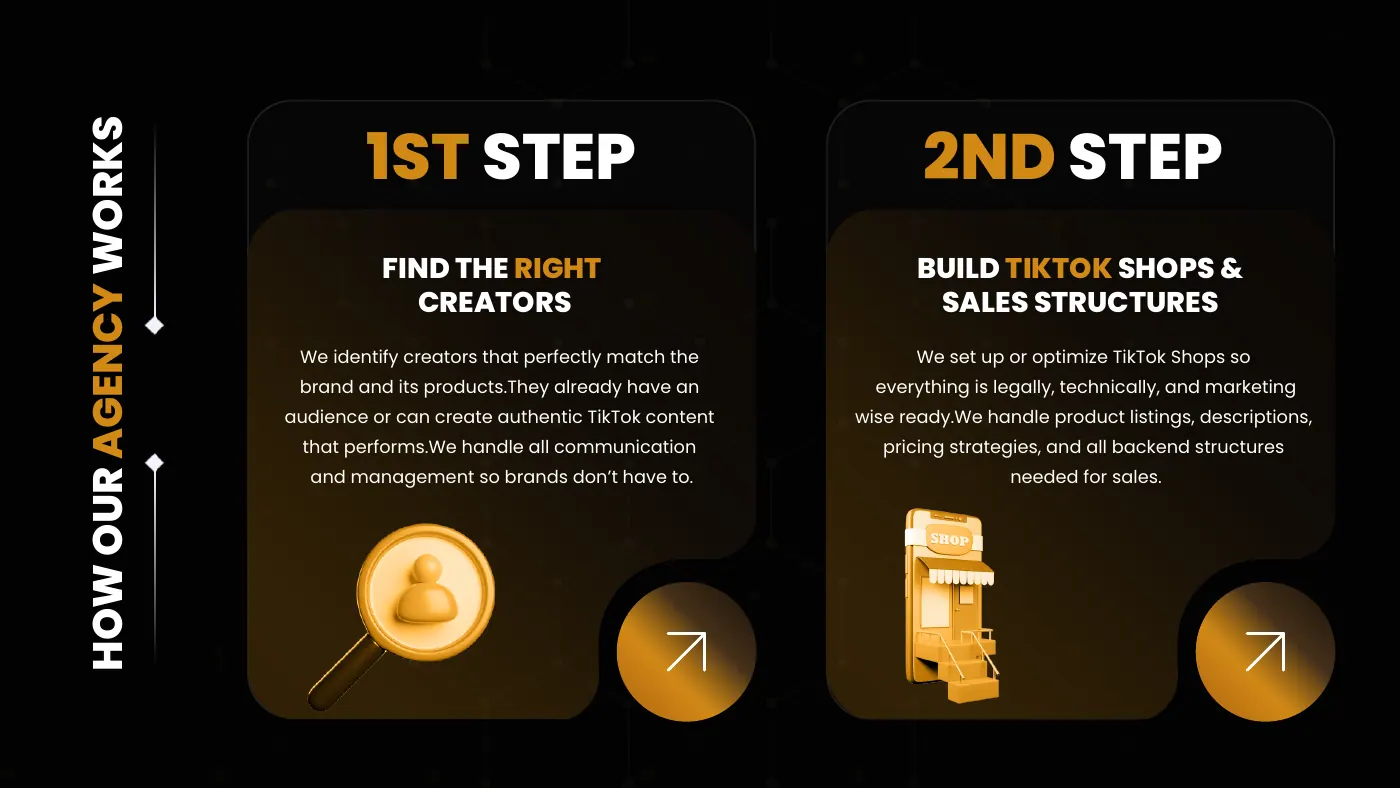 HOW OUR AGENCY WORKS
1ST STEP
FIND THE RIGHT
CREATORS
We identify creators that perfectly match the
brand and its products.They already have an
audience or can create authentic TikTok content
that performs.We handle all communication
and management so brands don’t have to.
2ND STEP
BUILD TIKTOK SHOPS &
SALES STRUCTURES
We set up or optimize TikTok Shops so
everything is legally, technically, and marketing
wise ready.We handle product listings, descriptions,
pricing strategies, and all backend structures
needed for sales.
SHOP